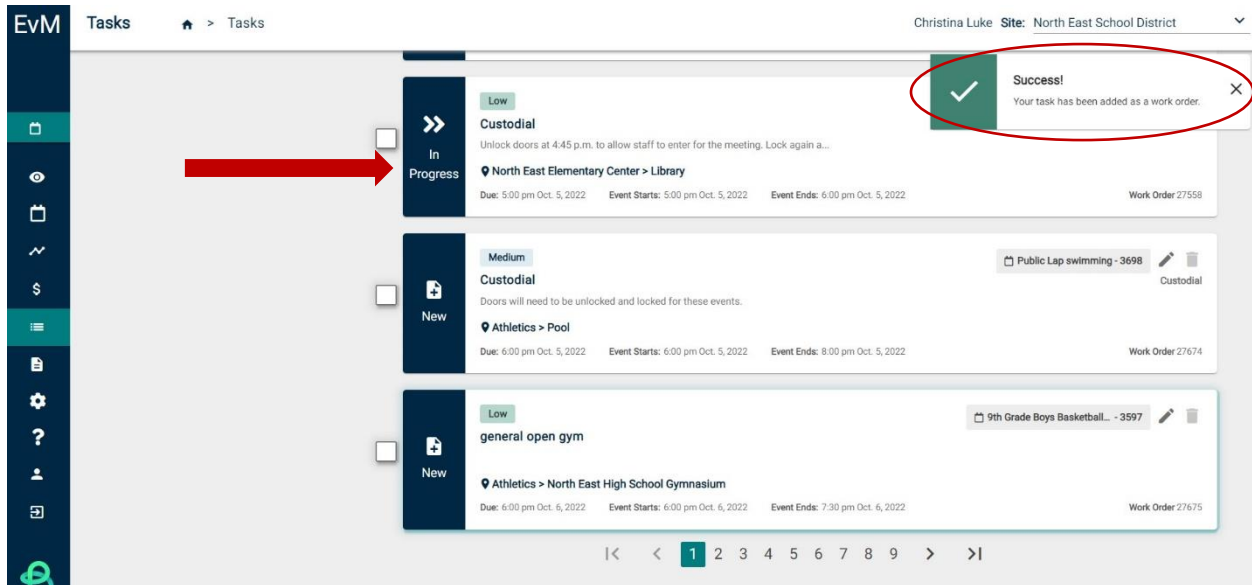 EvM Tasks > Tasks Christina Luke Site: North East School District
Success!
Your task has been added as a work order.
Low
Custodial
Unlock doors at 4:45 p.m. to allow staff to enter for the meeting. Lock again a...
In
Progress
North East Elementary Center > Library
Due: 5:00 pm Oct. 5, 2022 Event Starts: 5:00 pm Oct. 5, 2022 Event Ends: 6:00 pm Oct. 5, 2022 Work Order 27558
Medium Public Lap swimming - 3698
Custodial Custodial
Doors will need to be unlocked and locked for these events.
New
Athletics > Pool
Due: 6:00 pm Oct. 5, 2022 Event Starts: 6:00 pm Oct. 5, 2022 Event Ends: 8:00 pm Oct. 5, 2022 Work Order 27674
Low 9th Grade Boys Basketball... - 3597
general open gym
New
Athletics > North East High School Gymnasium
Due: 6:00 pm Oct. 6, 2022 Event Starts: 6:00 pm Oct. 6, 2022 Event Ends: 7:30 pm Oct. 6, 2022 Work Order 27675
|< < 1 2 3 4 5 6 7 8 9 > >|